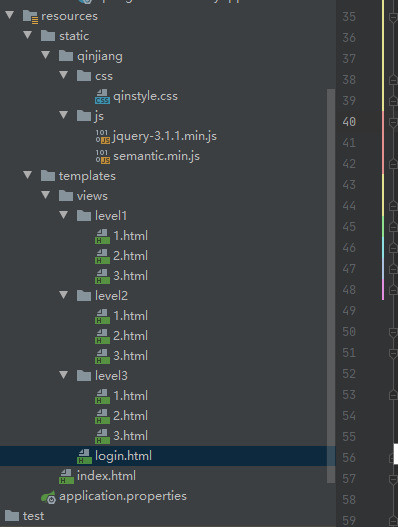 resources
static
qinjiang
css
qinstyle.css
js
jquery-3.1.1.min.js
semantic.min.js
templates
views
level1
1.html
2.html
3.html
level2
1.html
2.html
3.html
level3
1.html
2.html
3.html
login.html
index.html
application.properties
test
35
36
37
38
39
40
41
42
43
44
45
46
47
48
49
50
51
52
53
54
55
56
57
58
59